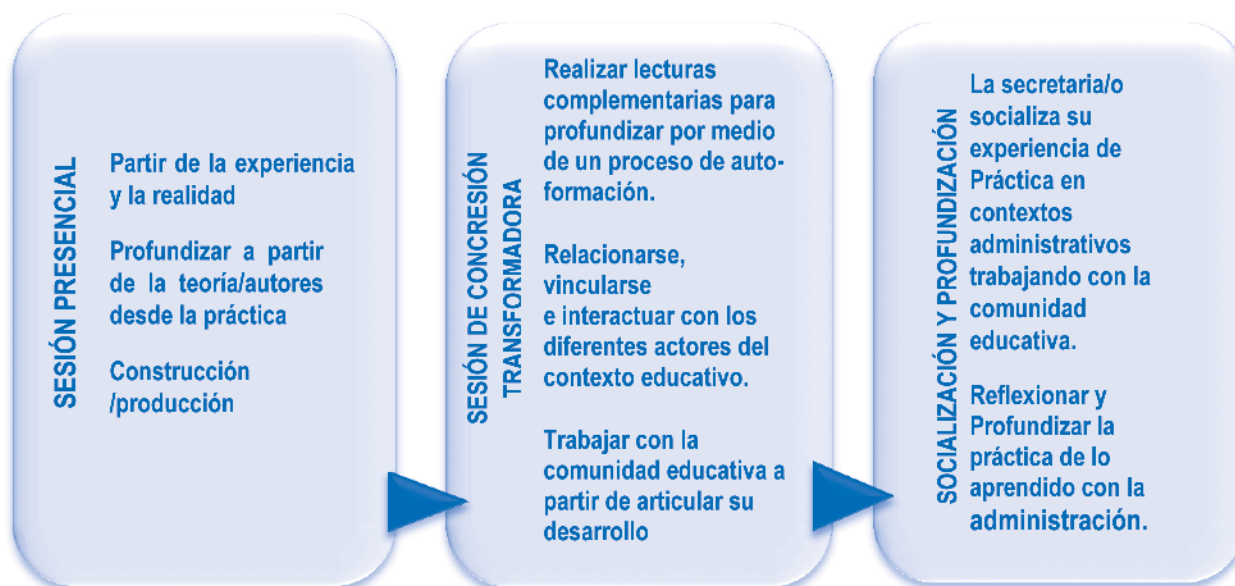 SESIÓN PRESENCIAL
Partir de la experiencia
y la realidad
Profundizar a partir
de la teoría/autores
desde la práctica
Construcción
/producción
SESIÓN DE CONCRESIÓN
TRANSFORMADORA
Realizar lecturas
complementarias para
profundizar por medio
de un proceso de auto-
formación.
Relacionarse,
vincularse
e interactuar con los
diferentes actores del
contexto educativo.
Trabajar con la
comunidad educativa a
partir de articular su
desarrollo
SOCIALIZACIÓN Y PROFUNDIZACIÓN
La secretaria/o
socializa su
experiencia de
Práctica en
contextos
administrativos
trabajando con la
comunidad
educativa.
Reflexionar y
Profundizar la
práctica de lo
aprendido con la
administración.